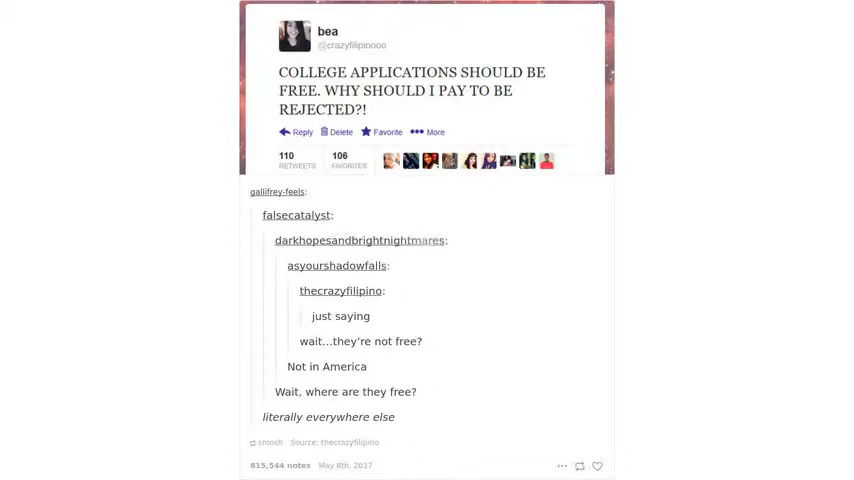 bea
@crazyfilipinooo
COLLEGE APPLICATIONS SHOULD BE
FREE. WHY SHOULD I PAY TO BE
REJECTED?!
Reply Delete Favorite More
110 106
RETWEETS FAVORITES
gallifrey-feels:
falsecatalyst:
darkhopesandbrightnightmares:
asyourshadowfalls:
thecrazyfilipino:
just saying
wait...they're not free?
Not in America
Wait, where are they free?
literally everywhere else
smosh Source: thecrazyfilipino
815,544 notes May 8th, 2017